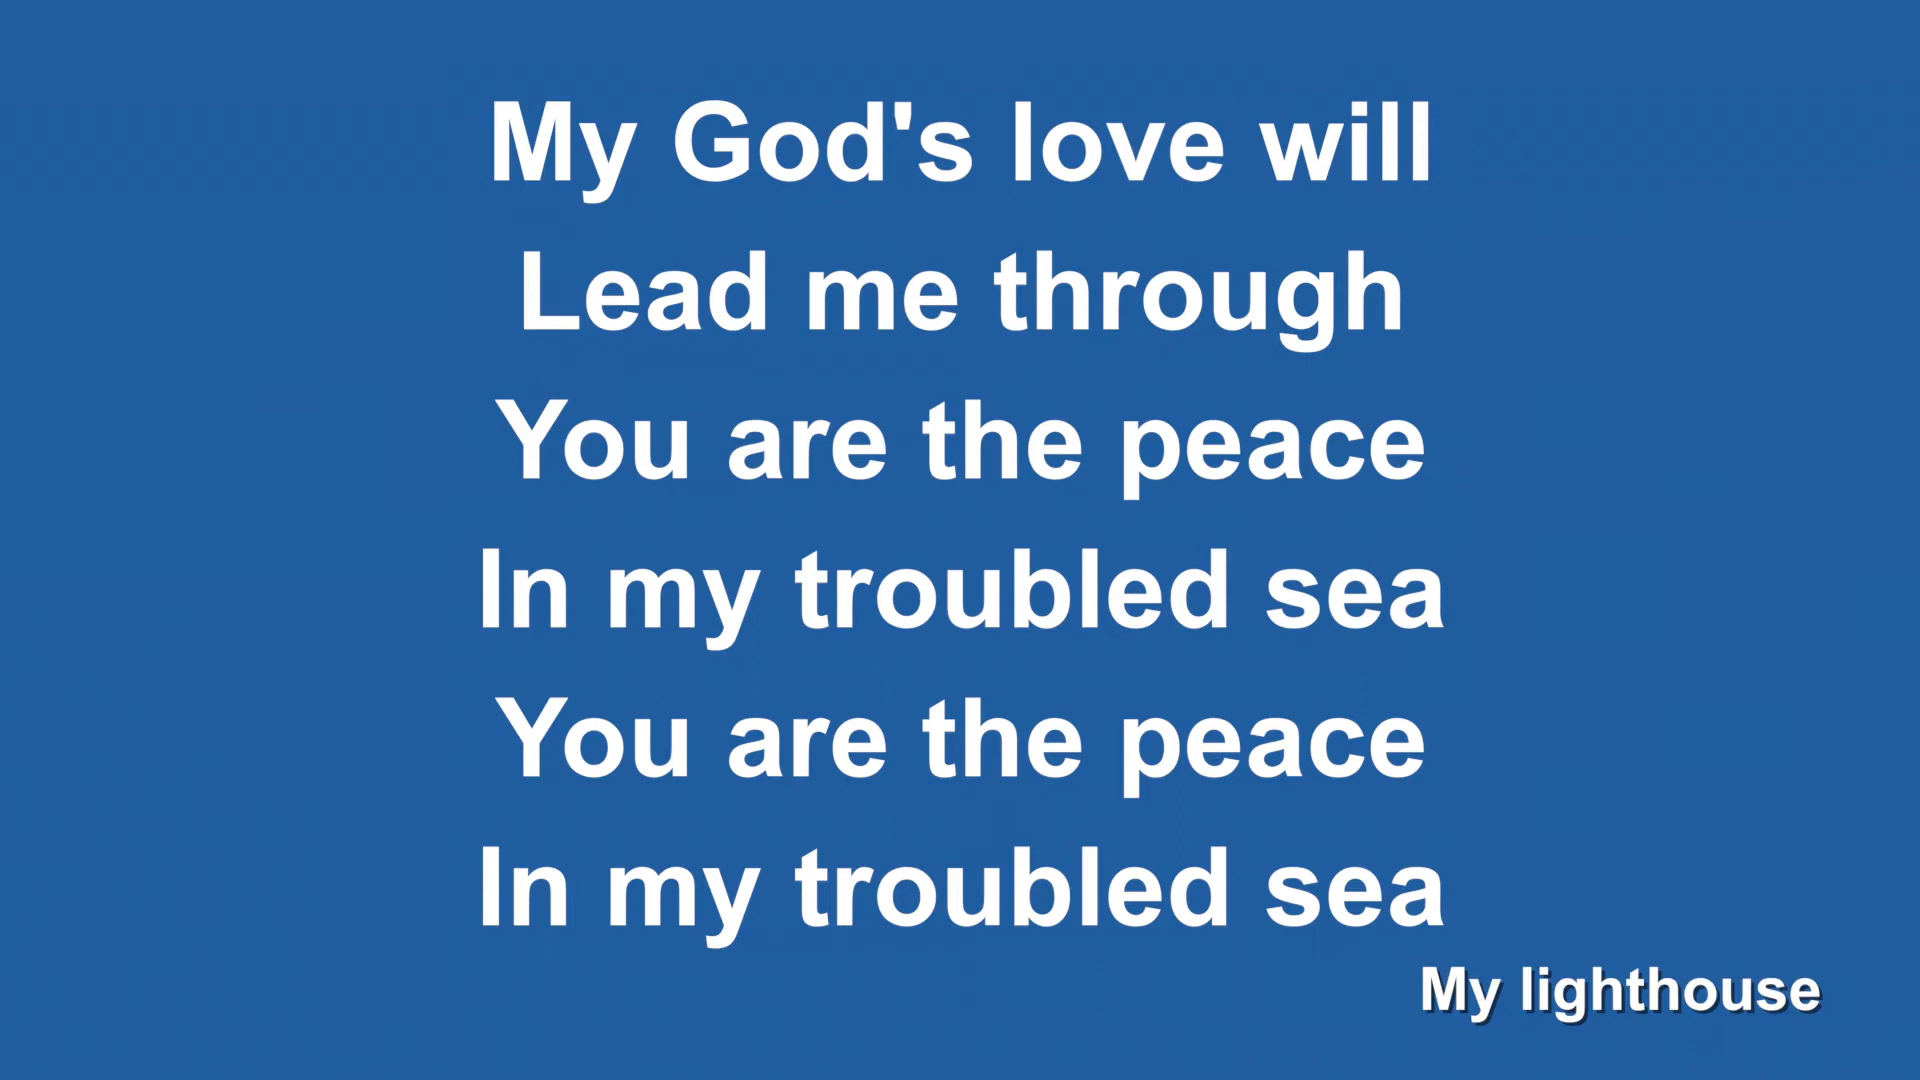 My God's love will
Lead me through
You are the peace
In my troubled sea
You are the peace
In my troubled sea
My lighthouse